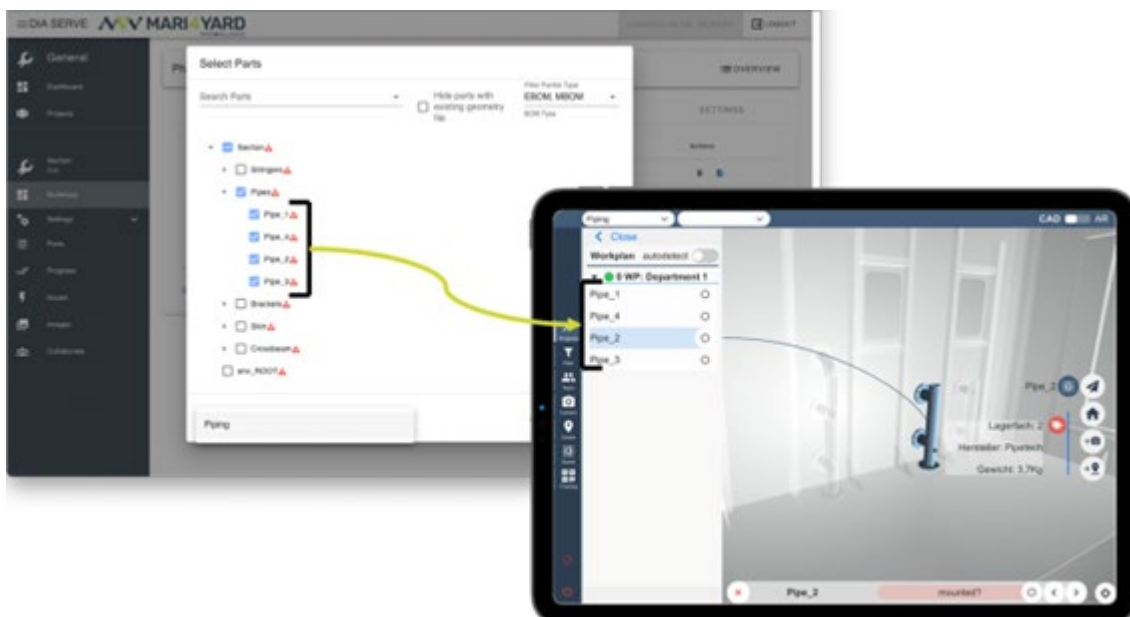 DIA SERVE MARI4YARD
LOGOUT
General
Dashboard
Projects
Section
Settings
Parts
Progress
Issues
Images
Collaborate
OVERVIEW
SETTINGS
Actions
Select Parts
Search Parts
Hide parts with
existing geometry
file
EBOM, MBOM
BOM Type
Section
Stringers
Pipes
Pipe_1
Pipe_4
Pipe_2
Pipe_3
Brackets
Skin
Crossbeam
env_ROOT
Piping
Piping
CAD AR
Close
Workplan autodetect
0 WP: Department 1
Pipe_1
Pipe_4
Pipe_2
Pipe_3
Pipe_2
Lagerfach: 2
Hersteller: Pipetech
Gewicht: 3,7Kg
Pipe_2 mounted?